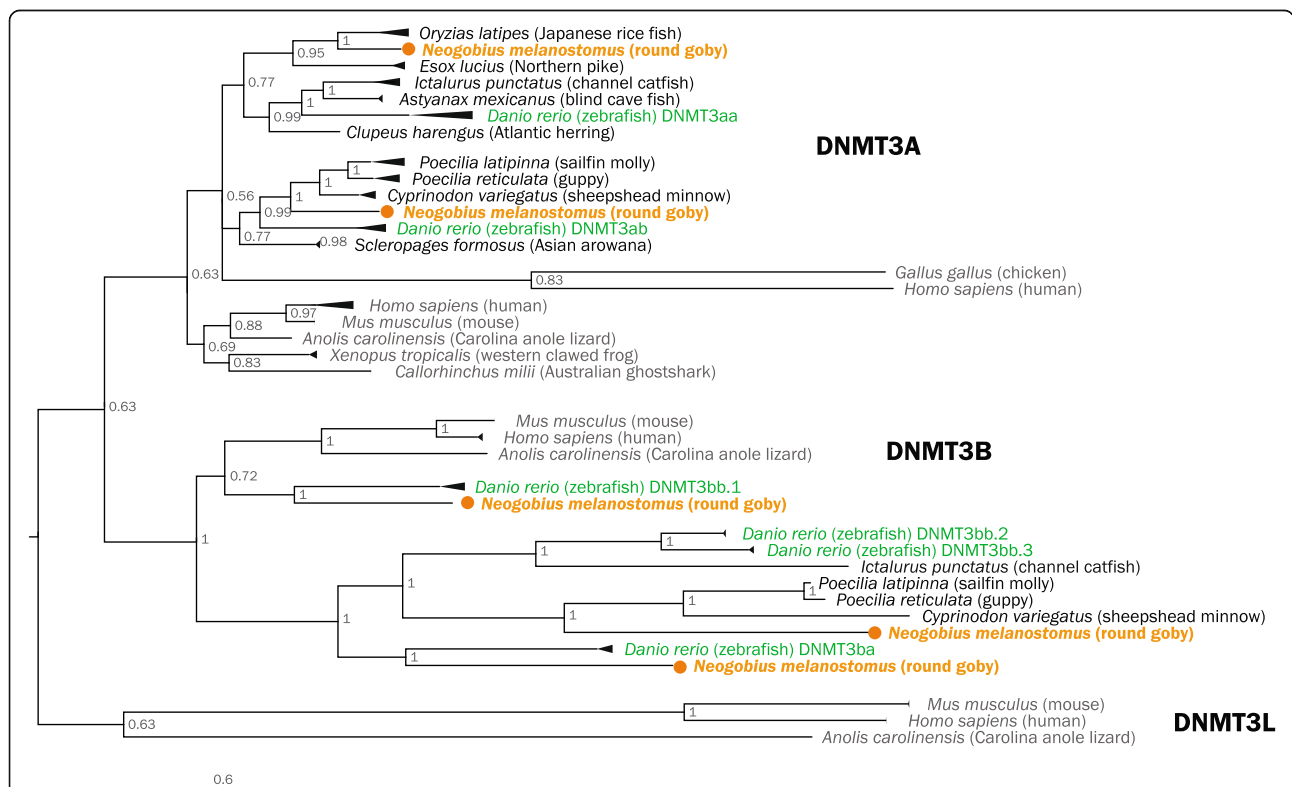 Oryzias latipes (Japanese rice fish)
1
Neogobius melanostomus (round goby)
0.95
Esox lucius (Northern pike)
0.77
Ictalurus punctatus (channel catfish)
1
Astyanax mexicanus (blind cave fish)
1
Danio rerio (zebrafish) DNMT3aa
0.99
Clupeus harengus (Atlantic herring)
DNMT3A
Poecilia latipinna (sailfin molly)
1
Poecilia reticulata (guppy)
1
Cyprinodon variegatus (sheepshead minnow)
1
0.56
Neogobius melanostomus (round goby)
0.99
Danio rerio (zebrafish) DNMT3ab
0.77
0.98
Scleropages formosus (Asian arowana)
0.63
Gallus gallus (chicken)
0.83
Homo sapiens (human)
Homo sapiens (human)
0.97
Mus musculus (mouse)
0.88
Anolis carolinensis (Carolina anole lizard)
0.69
Xenopus tropicalis (western clawed frog)
0.83
Callorhinchus milii (Australian ghostshark)
0.63
Mus musculus (mouse)
1
Homo sapiens (human)
1
Anolis carolinensis (Carolina anole lizard)
DNMT3B
0.72
Danio rerio (zebrafish) DNMT3bb.1
1
Neogobius melanostomus (round goby)
1
Danio rerio (zebrafish) DNMT3bb.2
1
Danio rerio (zebrafish) DNMT3bb.3
1
Ictalurus punctatus (channel catfish)
1
Poecilia latipinna (sailfin molly)
1
Poecilia reticulata (guppy)
1
Cyprinodon variegatus (sheepshead minnow)
1
1
Neogobius melanostomus (round goby)
Danio rerio (zebrafish) DNMT3ba
1
Neogobius melanostomus (round goby)
Mus musculus (mouse)
1
Homo sapiens (human)
0.63
Anolis carolinensis (Carolina anole lizard)
DNMT3L
0.6